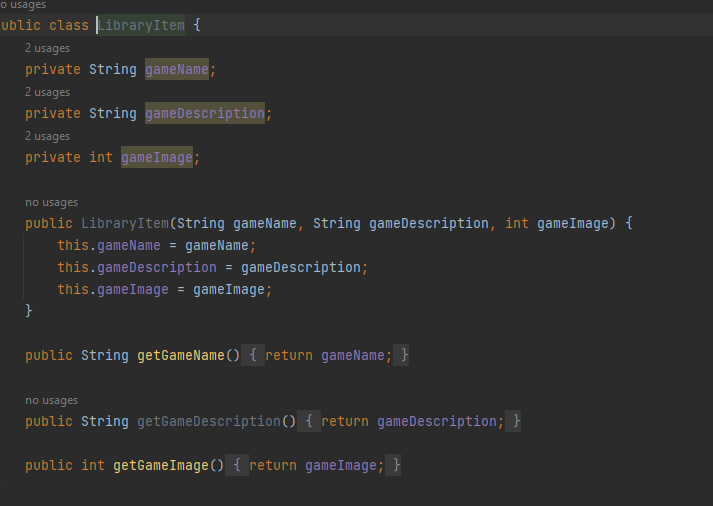 o usages
ublic class LibraryItem {
2 usages
private String gameName;
2 usages
private String gameDescription;
2 usages
private int gameImage;
no usages
public LibraryItem(String gameName, String gameDescription, int gameImage) {
this.gameName = gameName;
this.gameDescription = gameDescription;
this.gameImage = gameImage;
}
public String getGameName() { return gameName; }
no usages
public String getGameDescription() { return gameDescription; }
public int getGameImage() { return gameImage; }